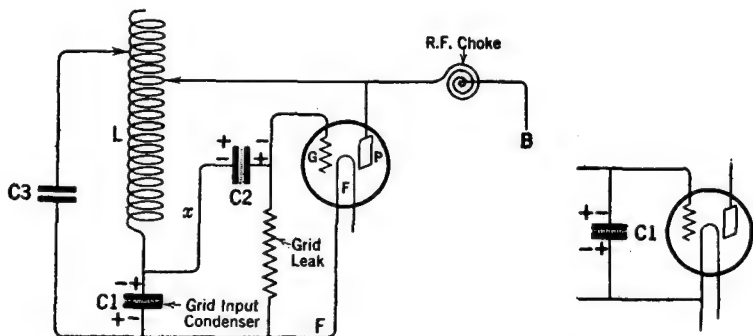 R.F. Choke
B
L
C3
x
+ -
- +
C2
G
P
F
Grid
Leak
- +
C1
+ -
Grid Input
Condenser
F
+ -
- +
C1